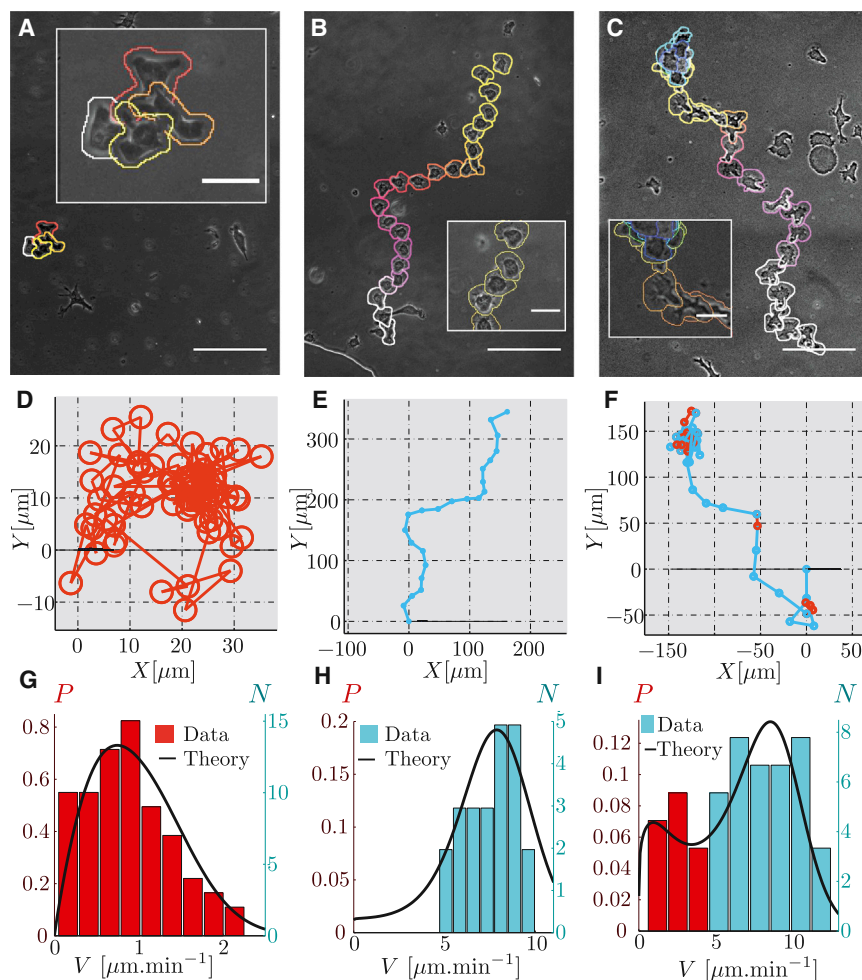 A
B
C
D
E
F
20
10
0
−10
Y[μm]
0 10 20 30
X[μm]
300
200
100
0
Y[μm]
−100 0 100 200
X[μm]
150
100
50
0
−50
Y[μm]
−150 −100 −50 0 50
X[μm]
G
H
I
P N
Data
Theory
0.8
0.6
0.4
0.2
0
15
10
5
0
0 1 2
V [μm.min⁻¹]
P N
Data
Theory
0.2
0.15
0.1
0.05
0
5
4
3
2
1
0
0 5 10
V [μm.min⁻¹]
P N
Data
Theory
0.12
0.1
0.08
0.06
0.04
0.02
0
8
6
4
2
0
0 5 10
V [μm.min⁻¹]